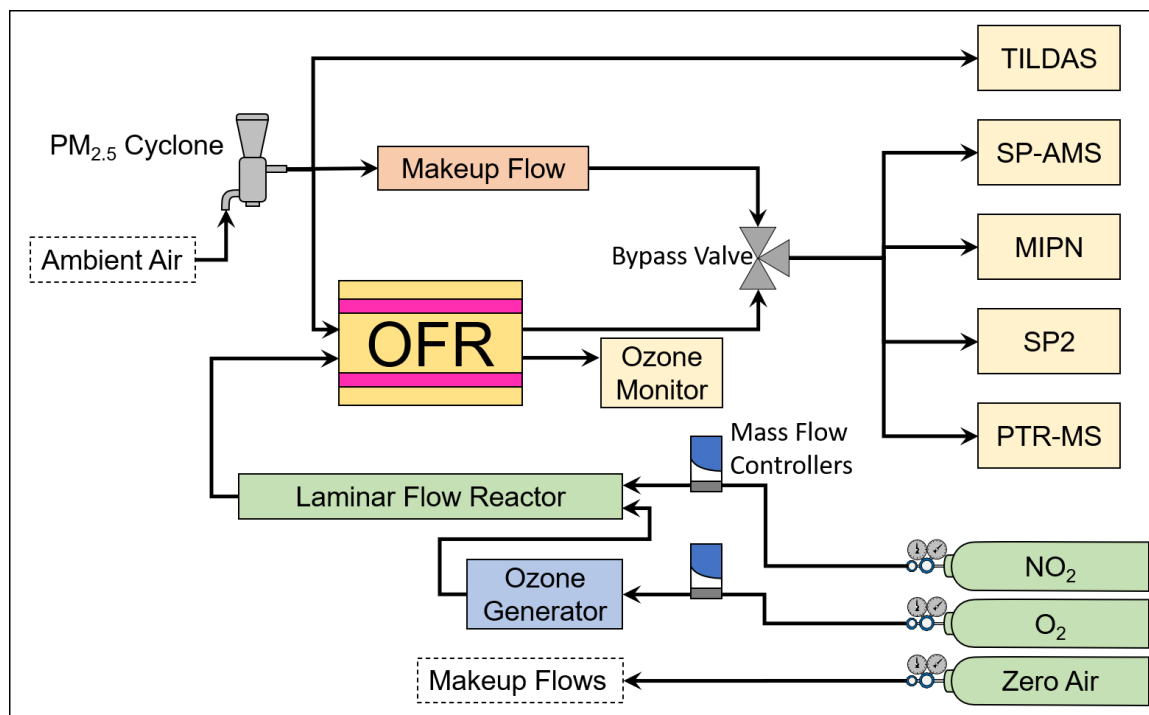 TILDAS
PM2.5 Cyclone
SP-AMS
Makeup Flow
Ambient Air
Bypass Valve
MIPN
OFR
Ozone
Monitor
SP2
PTR-MS
Mass Flow
Controllers
Laminar Flow Reactor
NO2
Ozone
Generator
O2
Makeup Flows
Zero Air